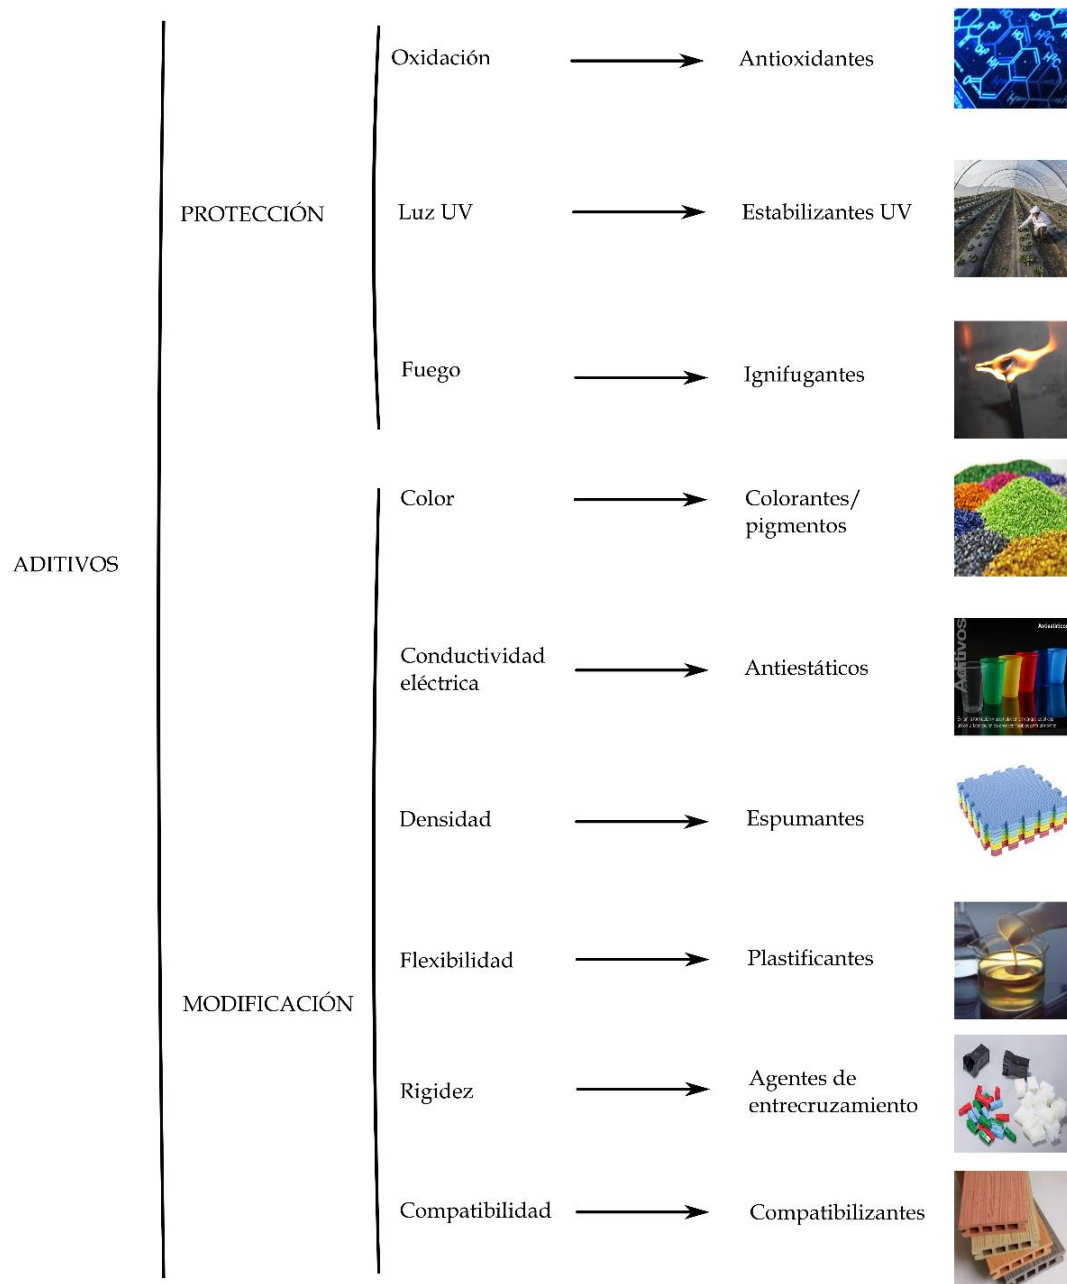 Oxidación
Antioxidantes
PROTECCIÓN
Luz UV
Estabilizantes UV
Fuego
Ignifugantes
ADITIVOS
Color
Colorantes/
pigmentos
Conductividad
eléctrica
Antiestáticos
Aditivos
Antiestáticos
Densidad
Espumantes
MODIFICACIÓN
Flexibilidad
Plastificantes
Rigidez
Agentes de
entrecruzamiento
Compatibilidad
Compatibilizantes